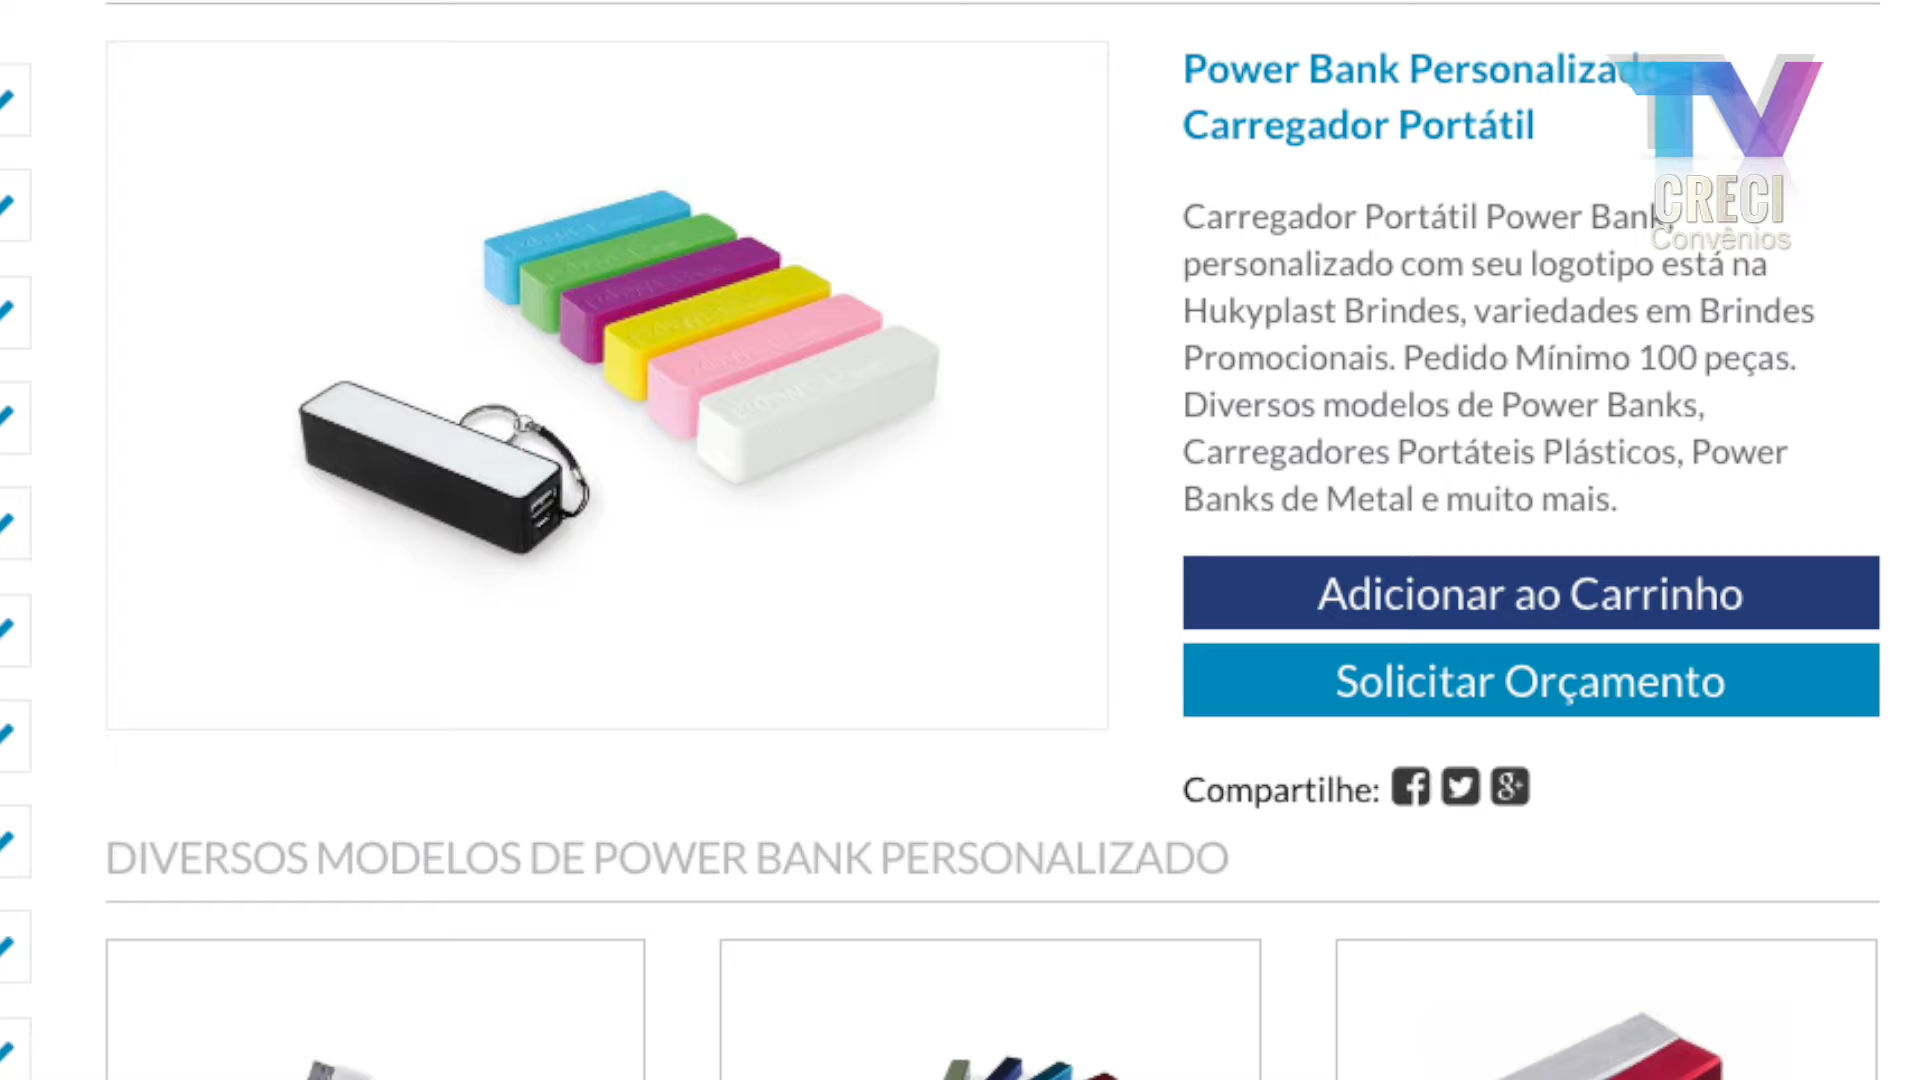 Power Bank Personalizado
Carregador Portátil
TV
CRECI
Convênios
Carregador Portátil Power Bank,
personalizado com seu logotipo está na
Hukyplast Brindes, variedades em Brindes
Promocionais. Pedido Mínimo 100 peças.
Diversos modelos de Power Banks,
Carregadores Portáteis Plásticos, Power
Banks de Metal e muito mais.
Adicionar ao Carrinho
Solicitar Orçamento
Compartilhe:
DIVERSOS MODELOS DE POWER BANK PERSONALIZADO